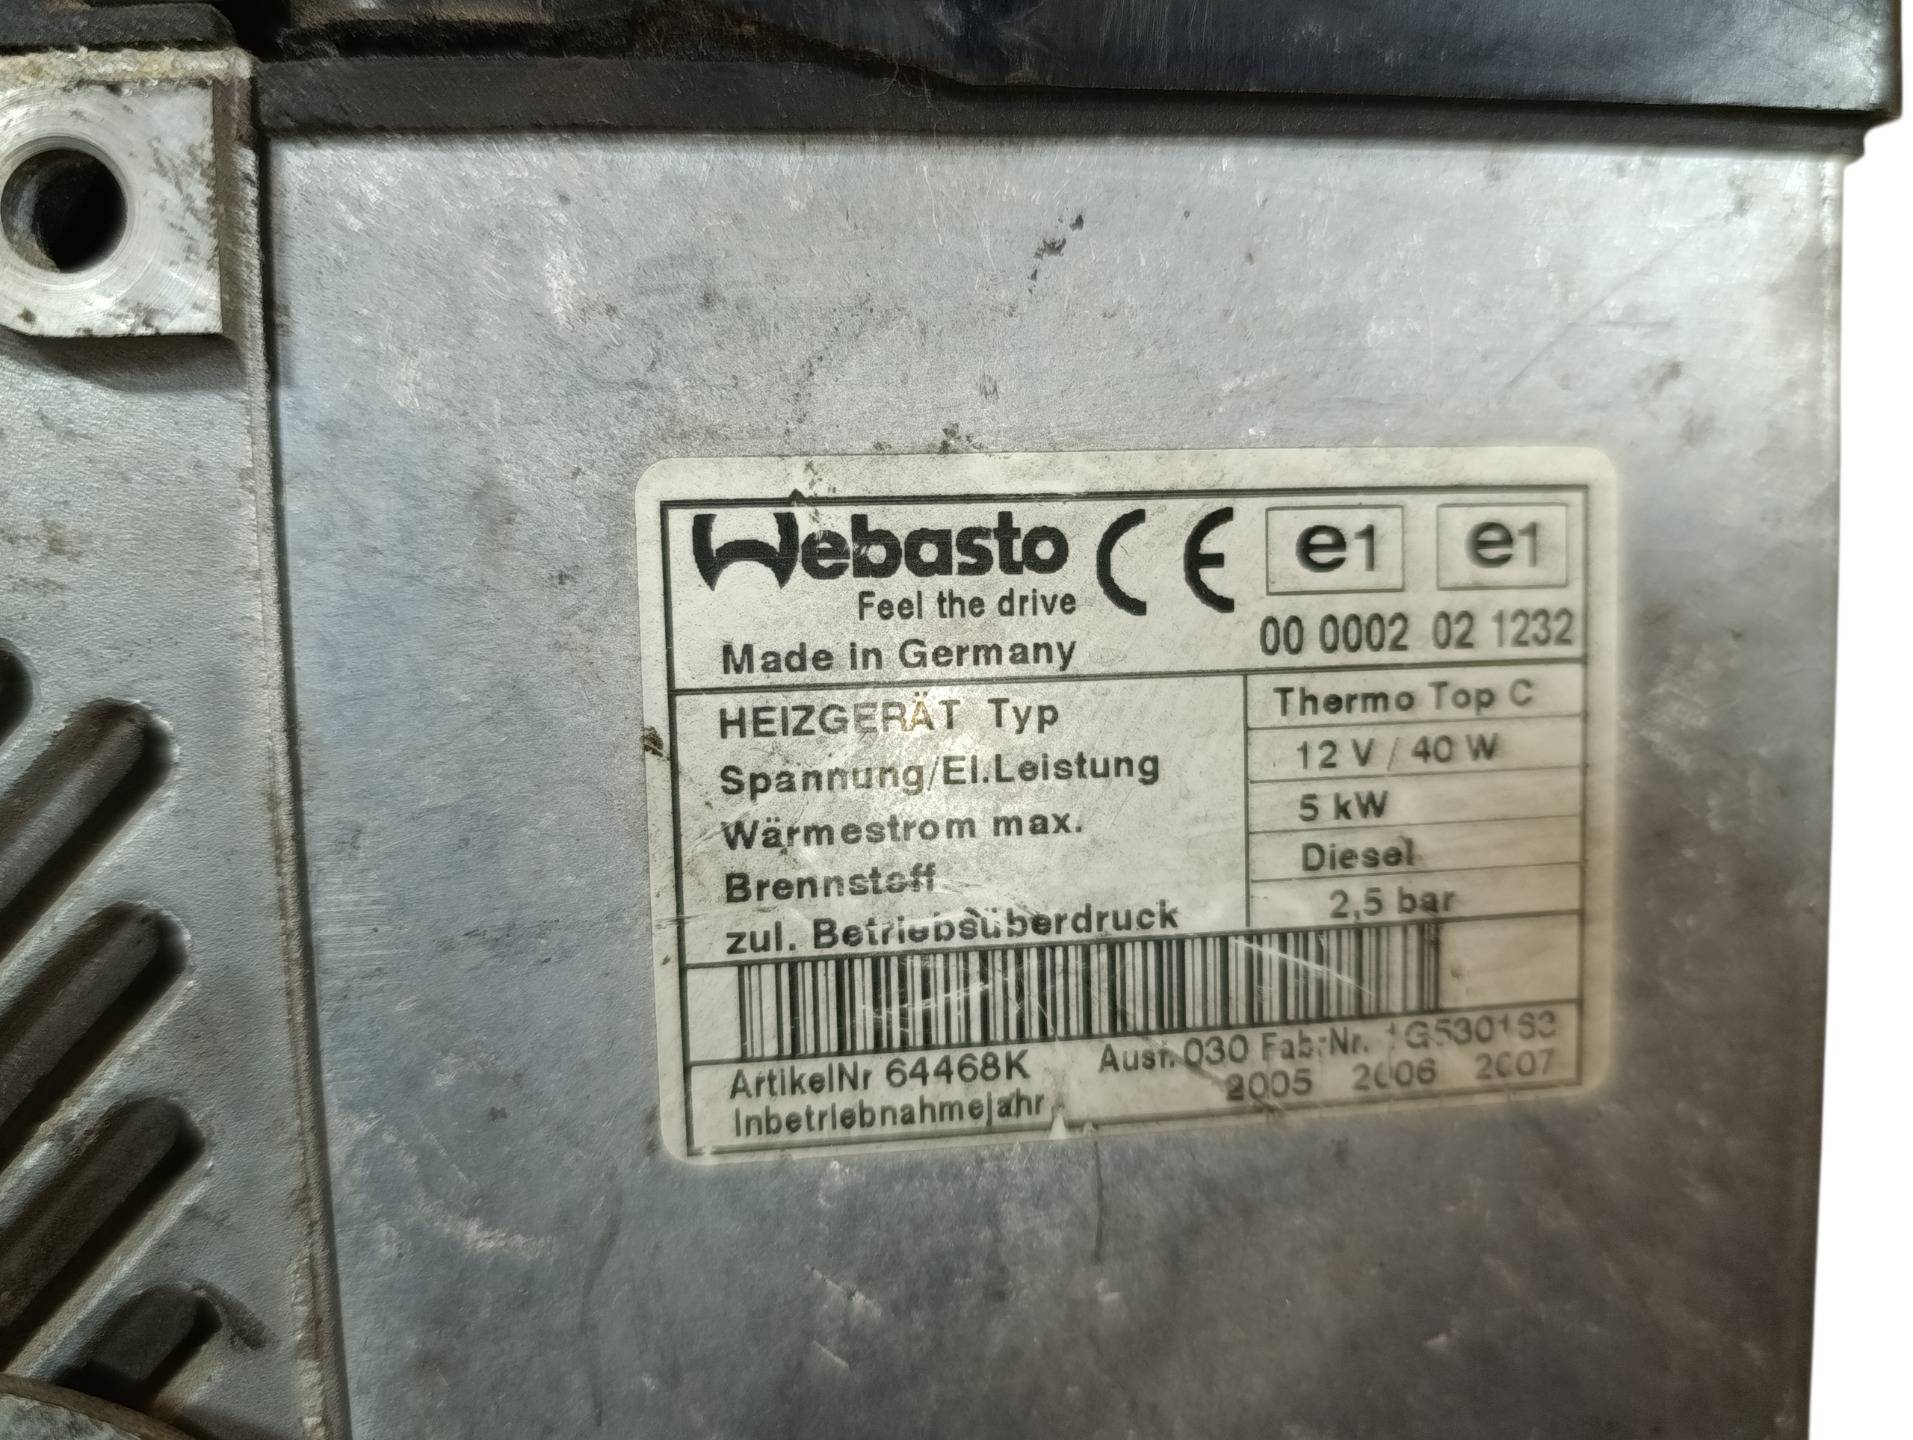 Webasto CE e1 e1
Feel the drive
Made in Germany 00 0002 02 1232
HEIZGERÄT Typ Thermo Top C
Spannung/El.Leistung 12 V / 40 W
Wärmestrom max. 5 kW
Brennstoff Diesel
zul. Betriebsüberdruck 2,5 bar
ArtikelNr 64468K Ausf. 030 Fab.-Nr.
Inbetriebnahmejahr 2005 2006 2007